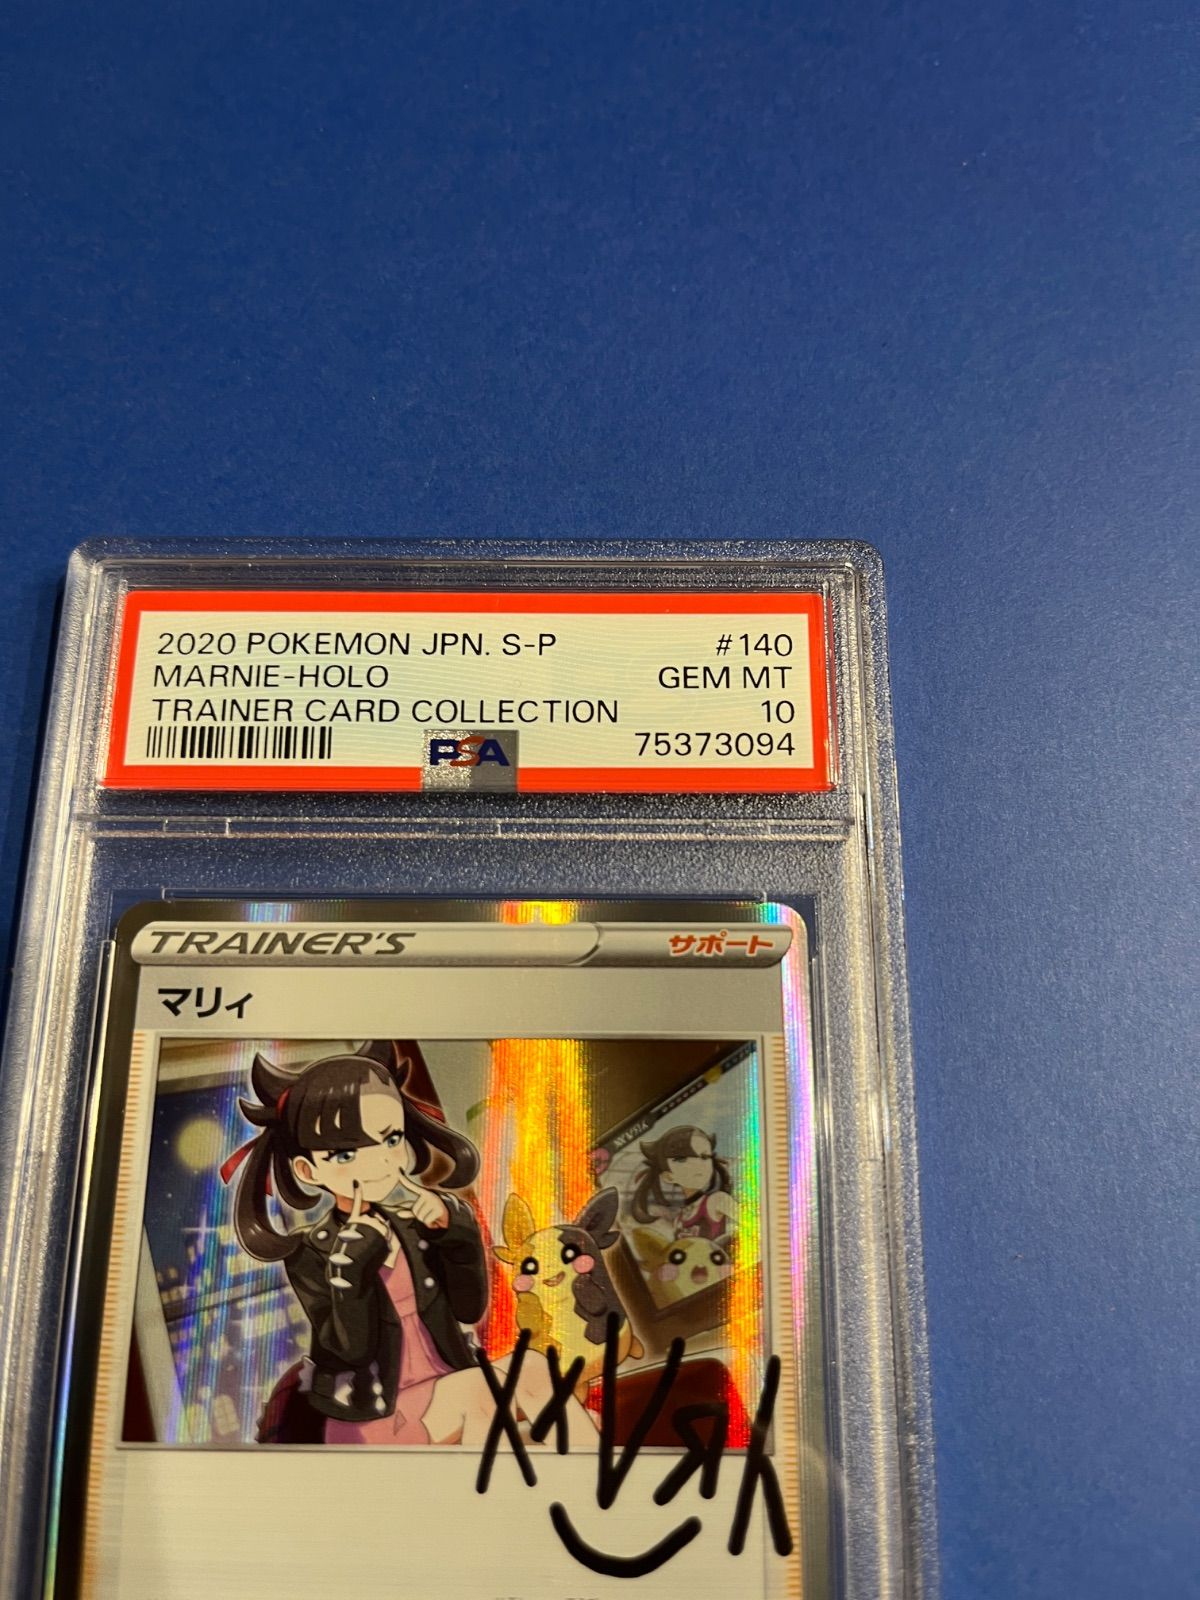 2020 POKEMON JPN. S-P #140
MARNIE-HOLO GEM MT
TRAINER CARD COLLECTION 10
PSA 75373094
TRAINER'S サポート
マリィ